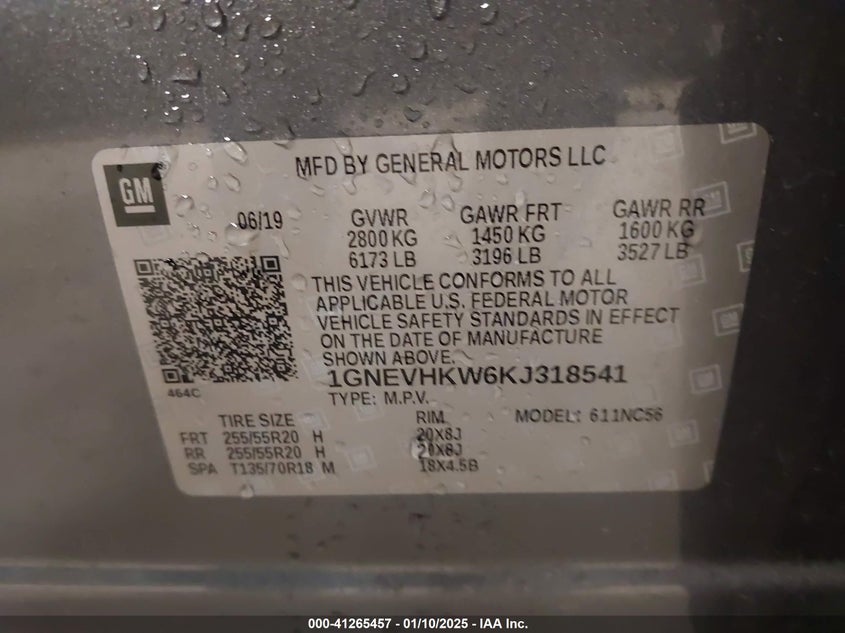 GM
MFD BY GENERAL MOTORS LLC
06/19
GVWR GAWR FRT GAWR RR
2800 KG 1450 KG 1600 KG
6173 LB 3196 LB 3527 LB
THIS VEHICLE CONFORMS TO ALL
APPLICABLE U.S. FEDERAL MOTOR
VEHICLE SAFETY STANDARDS IN EFFECT
ON THE DATE OF MANUFACTURE
SHOWN ABOVE.
464C
1GNEVHKW6KJ318541
TYPE: M.P.V.
TIRE SIZE RIM MODEL: 611NC56
FRT 255/55R20 H 20X8J
RR 255/55R20 H 20X8J
SPA T135/70R18 M 18X4.5B
000-41265457 — 01/10/2025 — IAA Inc.